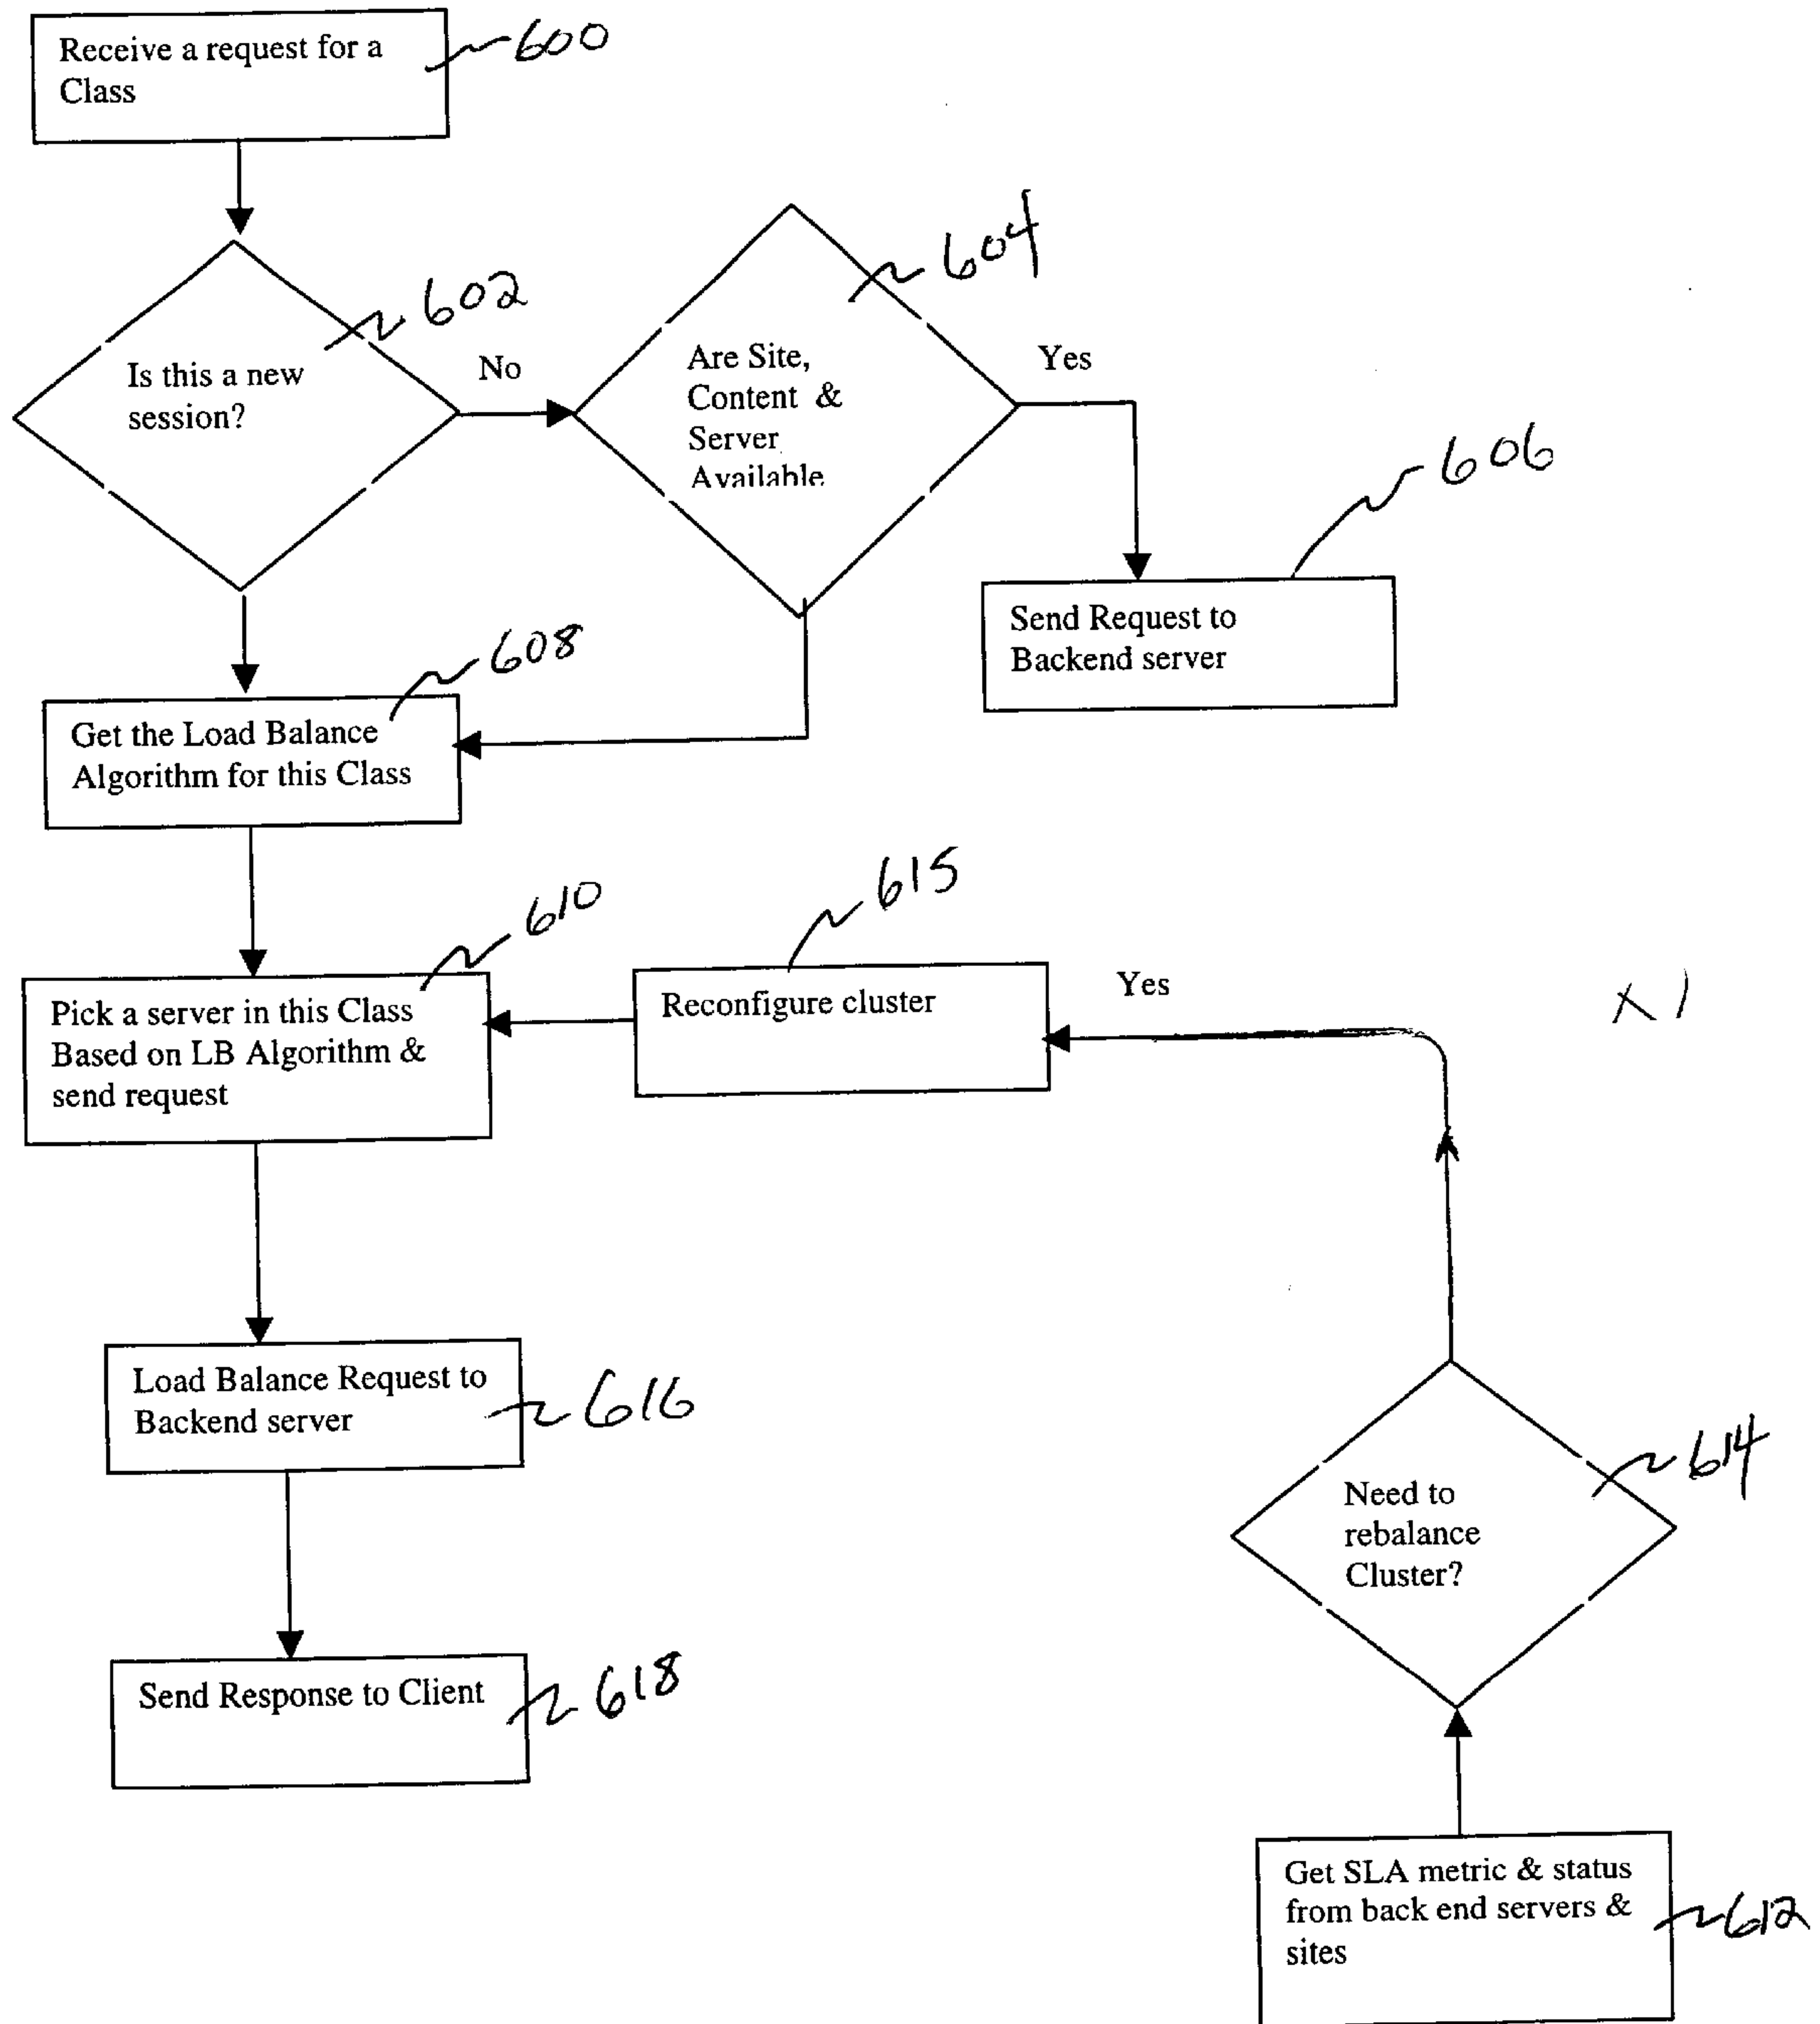 Receive a request for a
Class
600
Is this a new
session?
602
No
Are Site,
Content &
Server
Available
604
Yes
606
Send Request to
Backend server
608
Get the Load Balance
Algorithm for this Class
610
Pick a server in this Class
Based on LB Algorithm &
send request
615
Reconfigure cluster
Yes
X1
Load Balance Request to
Backend server
616
Need to
rebalance
Cluster?
614
Send Response to Client
618
Get SLA metric & status
from back end servers &
sites
612